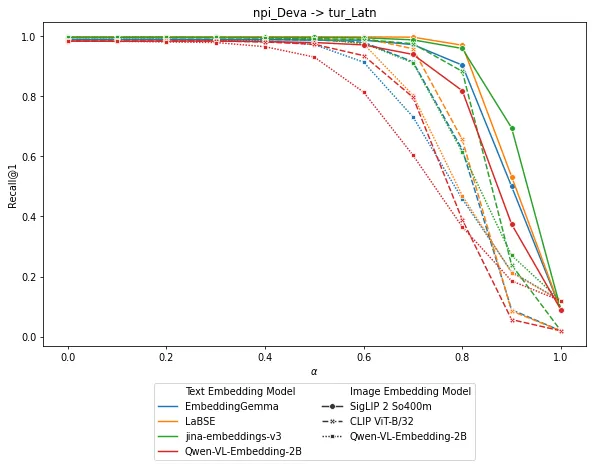 npi_Deva -> tur_Latn
Recall@1
1.0
0.8
0.6
0.4
0.2
0.0
0.0 0.2 0.4 0.6 0.8 1.0
α
Text Embedding Model
EmbeddingGemma
LaBSE
jina-embeddings-v3
Qwen-VL-Embedding-2B
Image Embedding Model
SigLIP 2 So400m
CLIP ViT-B/32
Qwen-VL-Embedding-2B